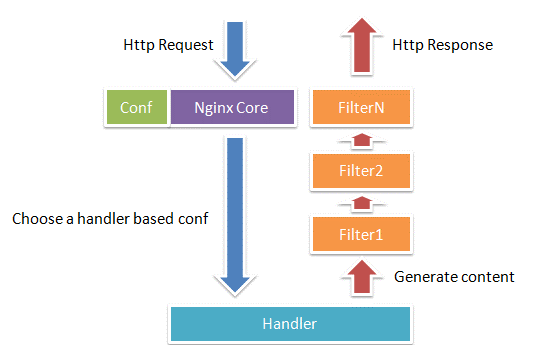 Http Request
Http Response
Conf
Nginx Core
FilterN
Filter2
Choose a handler based conf
Filter1
Generate content
Handler